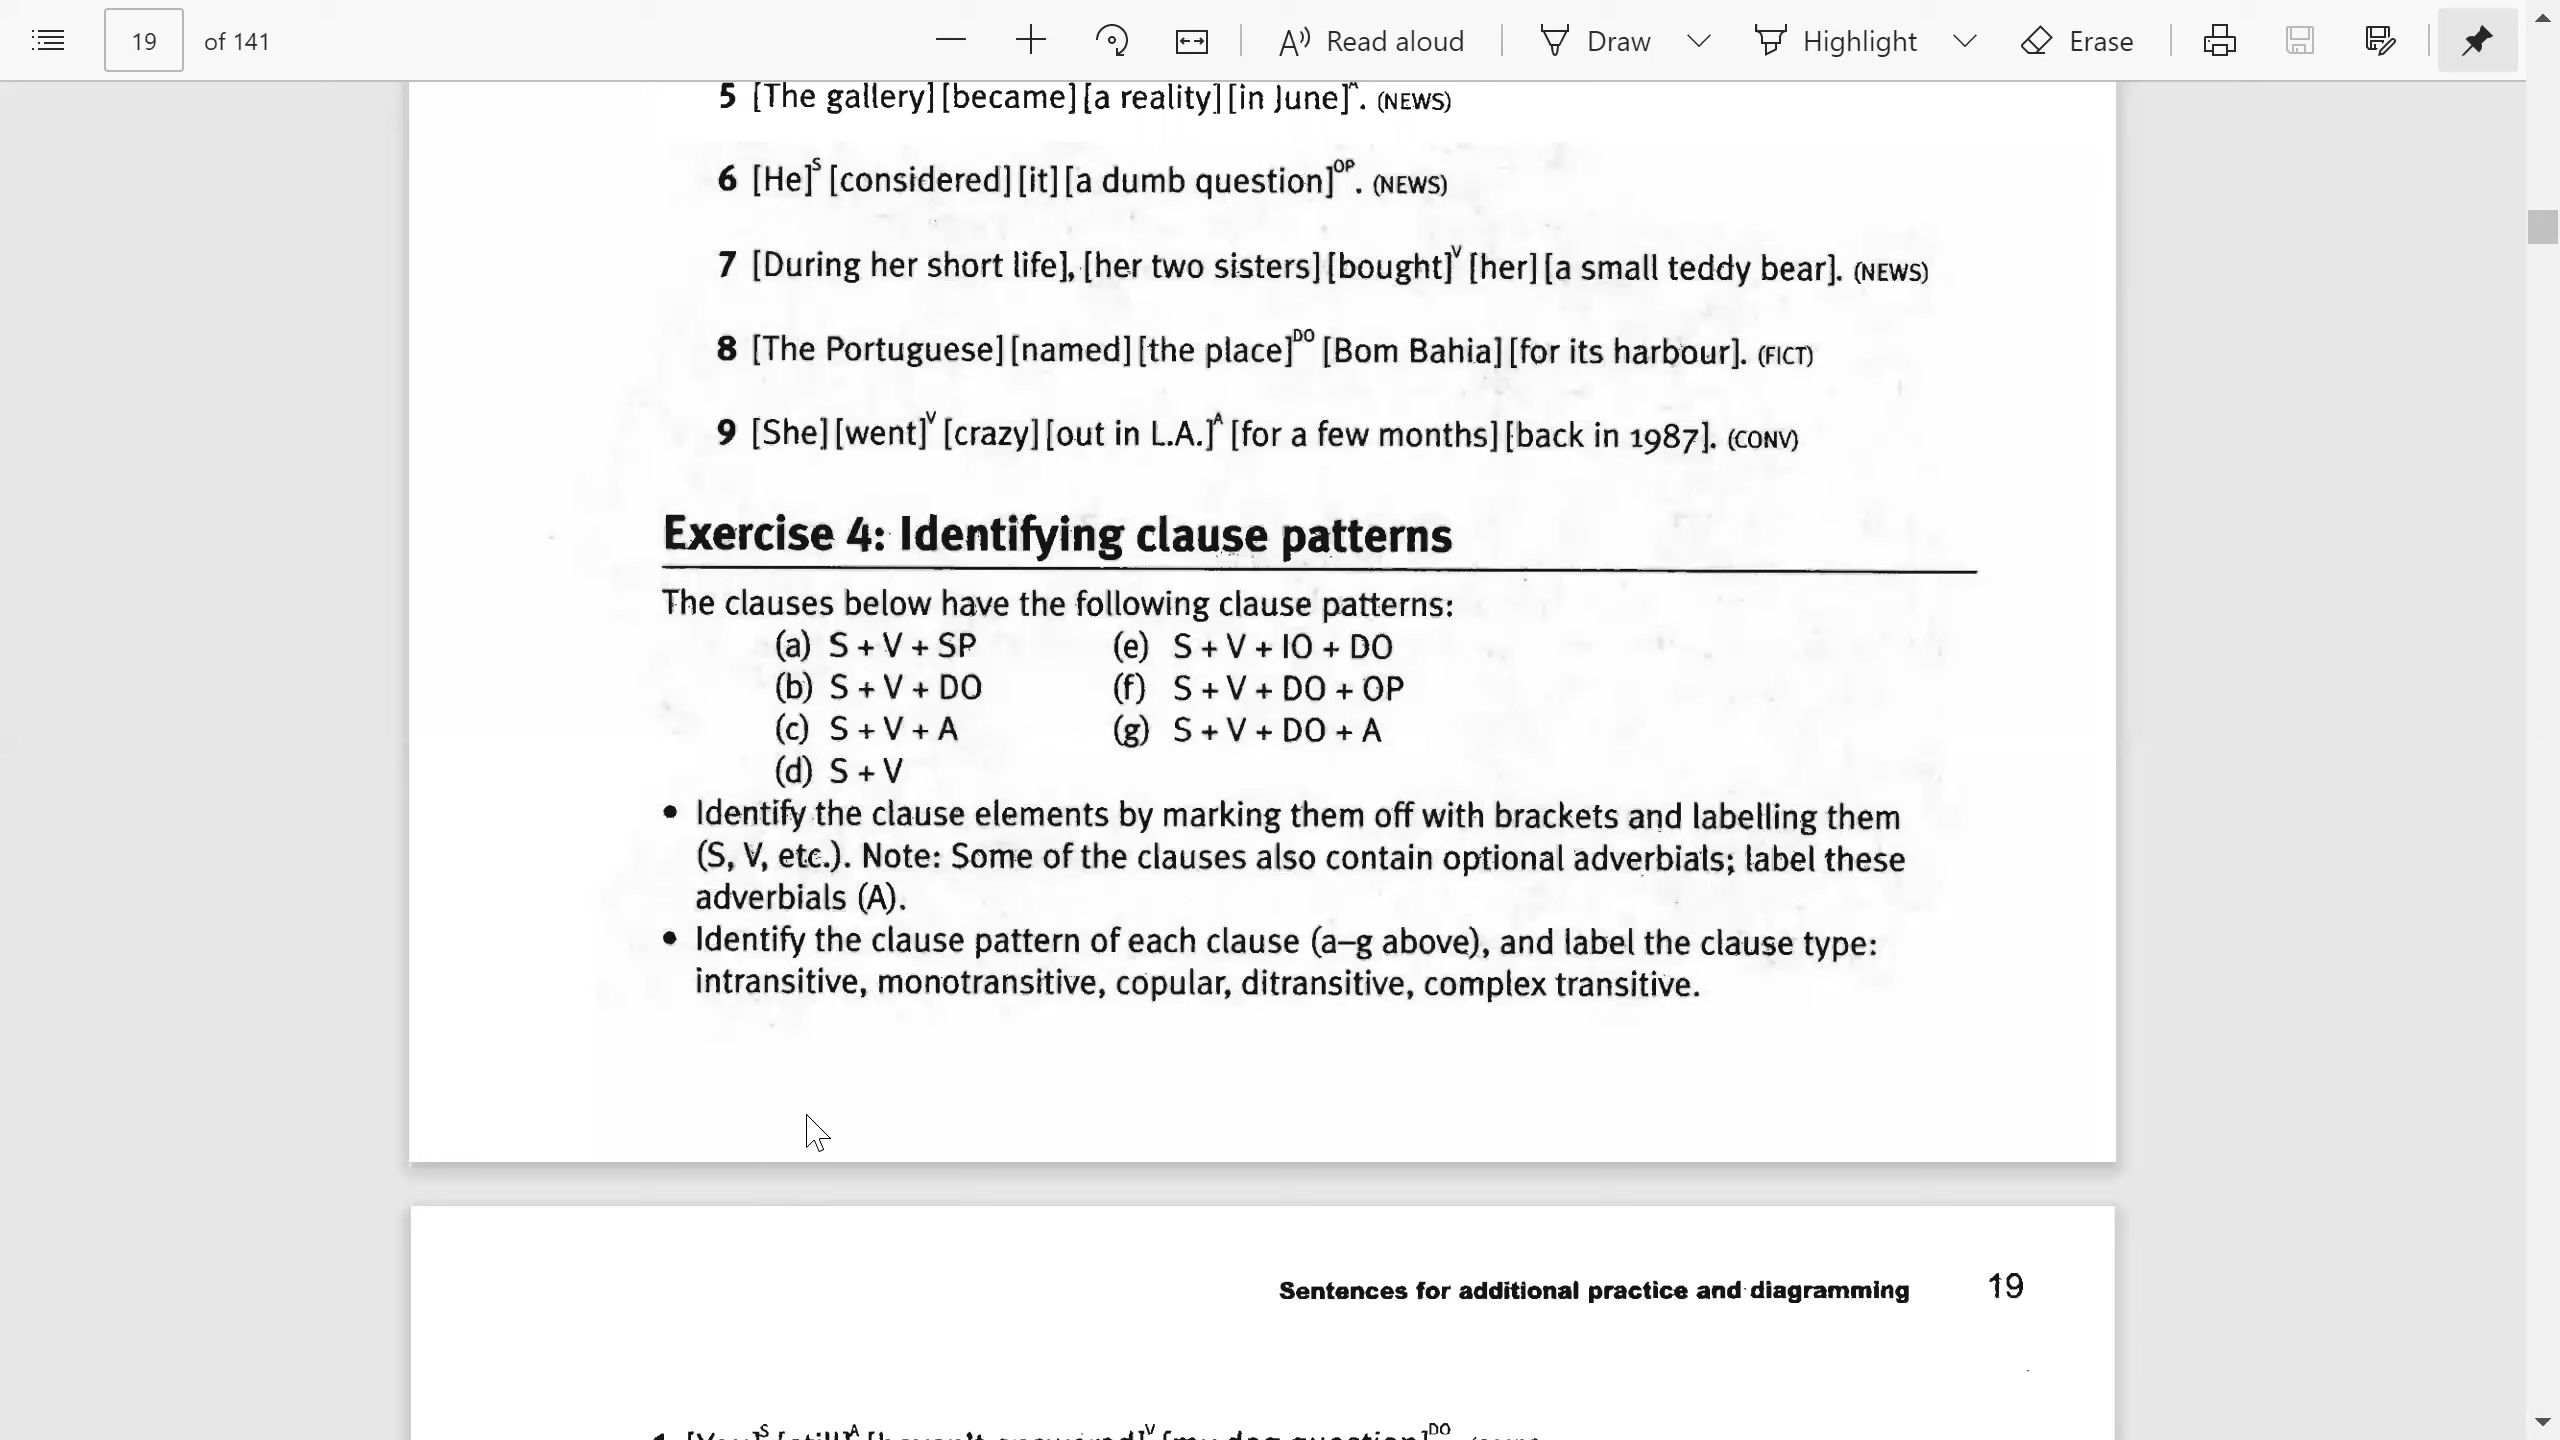 19 of 141 Read aloud Draw Highlight Erase
5 [The gallery] [became] [a reality] [in June]ᴬ. (NEWS)
6 [He]ˢ [considered] [it] [a dumb question]ᴼᴾ. (NEWS)
7 [During her short life], [her two sisters] [bought]ⱽ [her] [a small teddy bear]. (NEWS)
8 [The Portuguese] [named] [the place]ᴰᴼ [Bom Bahia] [for its harbour]. (FICT)
9 [She] [went]ⱽ [crazy] [out in L.A.]ᴬ [for a few months] [back in 1987]. (CONV)
Exercise 4: Identifying clause patterns
The clauses below have the following clause patterns:
(a) S + V + SP (e) S + V + IO + DO
(b) S + V + DO (f) S + V + DO + OP
(c) S + V + A (g) S + V + DO + A
(d) S + V
• Identify the clause elements by marking them off with brackets and labelling them
(S, V, etc.). Note: Some of the clauses also contain optional adverbials; label these
adverbials (A).
• Identify the clause pattern of each clause (a–g above), and label the clause type:
intransitive, monotransitive, copular, ditransitive, complex transitive.
Sentences for additional practice and diagramming 19
[still]ᴬ [haven't answered]ⱽ [my dog question]ᴰᴼ.